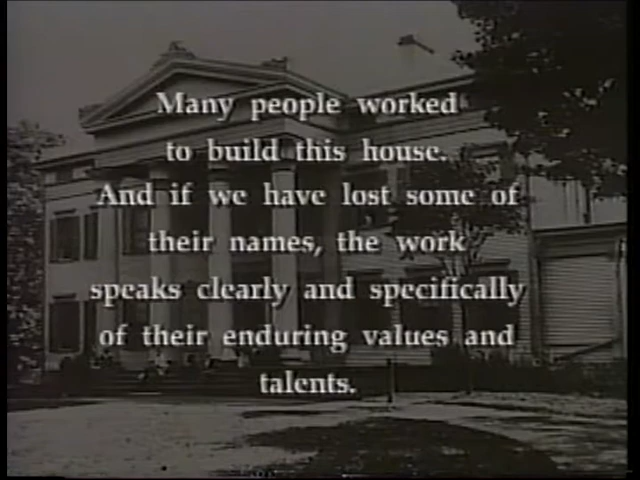 Many people worked
to build this house.
And if we have lost some of
their names, the work
speaks clearly and specifically
of their enduring values and
talents.